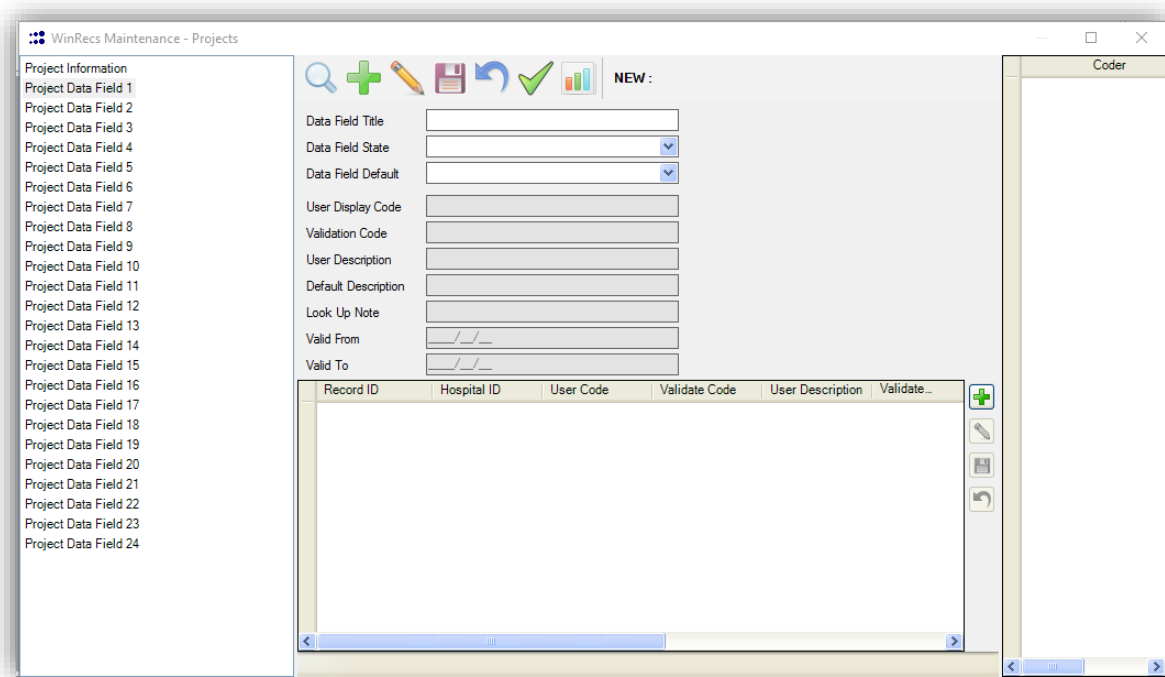 WinRecs Maintenance - Projects
Project Information
Project Data Field 1
Project Data Field 2
Project Data Field 3
Project Data Field 4
Project Data Field 5
Project Data Field 6
Project Data Field 7
Project Data Field 8
Project Data Field 9
Project Data Field 10
Project Data Field 11
Project Data Field 12
Project Data Field 13
Project Data Field 14
Project Data Field 15
Project Data Field 16
Project Data Field 17
Project Data Field 18
Project Data Field 19
Project Data Field 20
Project Data Field 21
Project Data Field 22
Project Data Field 23
Project Data Field 24
NEW :
Data Field Title
Data Field State
Data Field Default
User Display Code
Validation Code
User Description
Default Description
Look Up Note
Valid From ____/__/__
Valid To ____/__/__
Record ID Hospital ID User Code Validate Code User Description Validate...
Coder